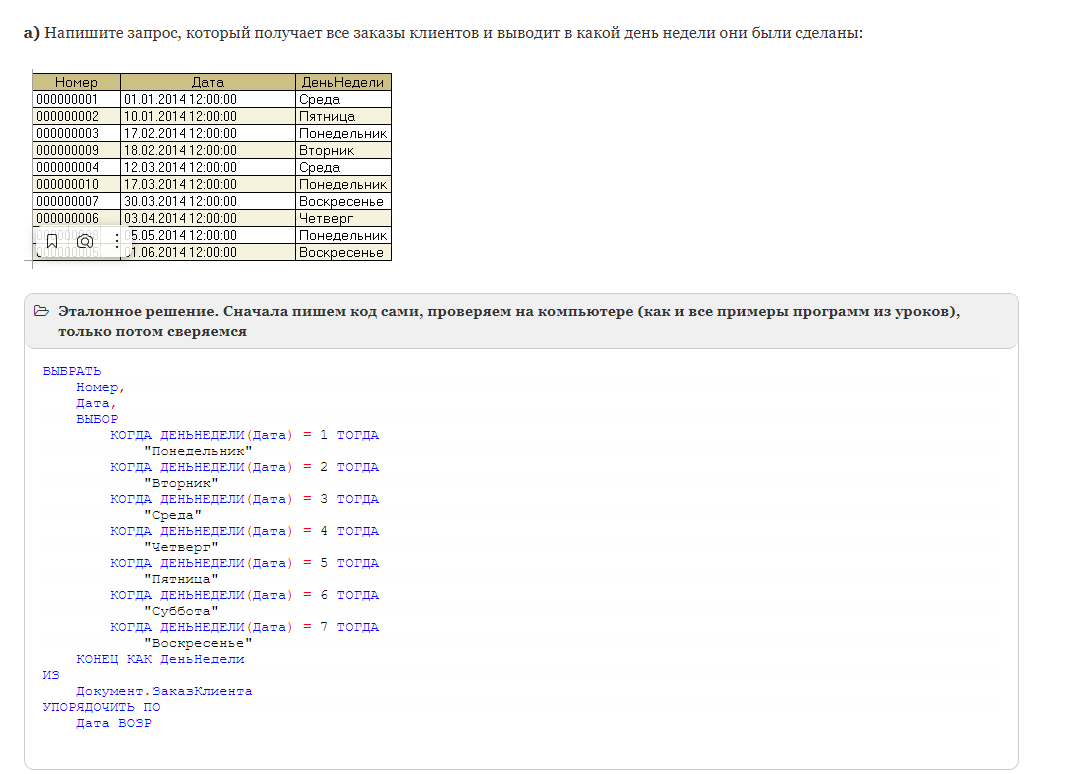 а) Напишите запрос, который получает все заказы клиентов и выводит в какой день недели они были сделаны:
Номер Дата ДеньНедели
000000001 01.01.2014 12:00:00 Среда
000000002 10.01.2014 12:00:00 Пятница
000000003 17.02.2014 12:00:00 Понедельник
000000009 18.02.2014 12:00:00 Вторник
000000004 12.03.2014 12:00:00 Среда
000000010 17.03.2014 12:00:00 Понедельник
000000007 30.03.2014 12:00:00 Воскресенье
000000006 03.04.2014 12:00:00 Четверг
5.05.2014 12:00:00 Понедельник
1.06.2014 12:00:00 Воскресенье
Эталонное решение. Сначала пишем код сами, проверяем на компьютере (как и все примеры программ из уроков),
только потом сверяемся
ВЫБРАТЬ
Номер,
Дата,
ВЫБОР
КОГДА ДЕНЬНЕДЕЛИ(Дата) = 1 ТОГДА
"Понедельник"
КОГДА ДЕНЬНЕДЕЛИ(Дата) = 2 ТОГДА
"Вторник"
КОГДА ДЕНЬНЕДЕЛИ(Дата) = 3 ТОГДА
"Среда"
КОГДА ДЕНЬНЕДЕЛИ(Дата) = 4 ТОГДА
"Четверг"
КОГДА ДЕНЬНЕДЕЛИ(Дата) = 5 ТОГДА
"Пятница"
КОГДА ДЕНЬНЕДЕЛИ(Дата) = 6 ТОГДА
"Суббота"
КОГДА ДЕНЬНЕДЕЛИ(Дата) = 7 ТОГДА
"Воскресенье"
КОНЕЦ КАК ДеньНедели
ИЗ
Документ.ЗаказКлиента
УПОРЯДОЧИТЬ ПО
Дата ВОЗР